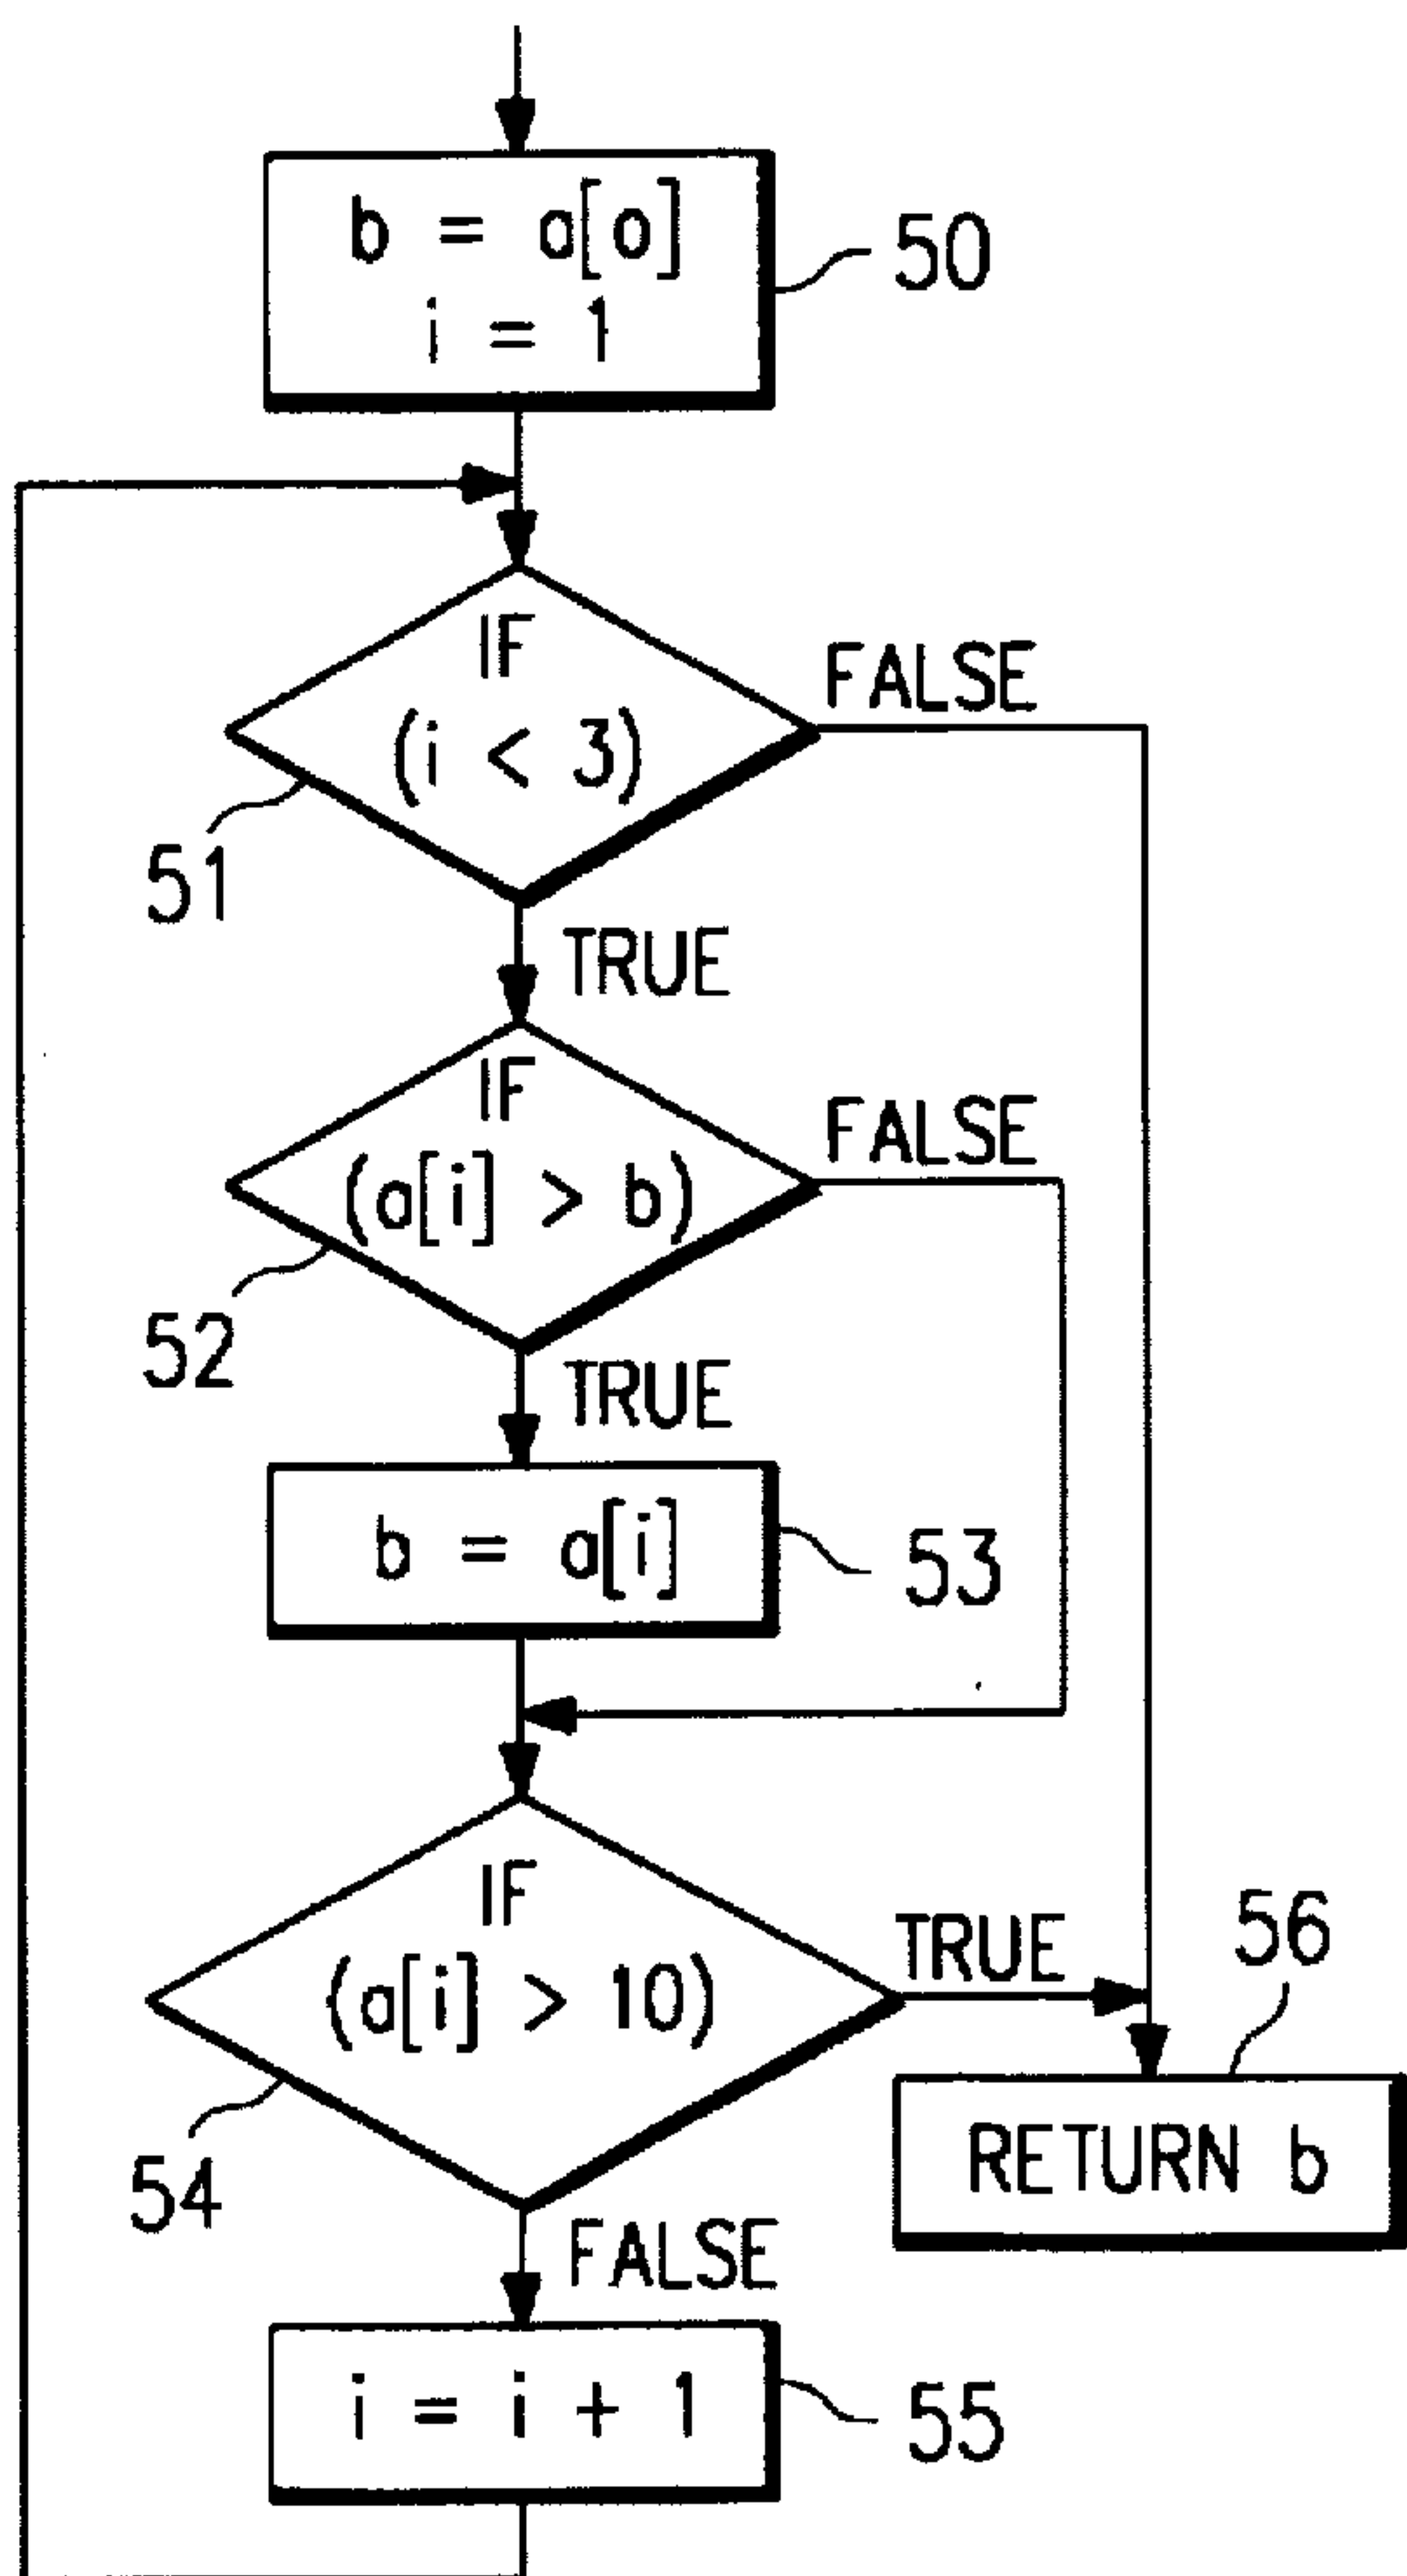 b = a[o]
i = 1
50
IF
(i < 3)
FALSE
51
TRUE
IF
(a[i] > b)
FALSE
52
TRUE
b = a[i]
53
IF
(a[i] > 10)
TRUE
56
54
RETURN b
FALSE
i = i + 1
55